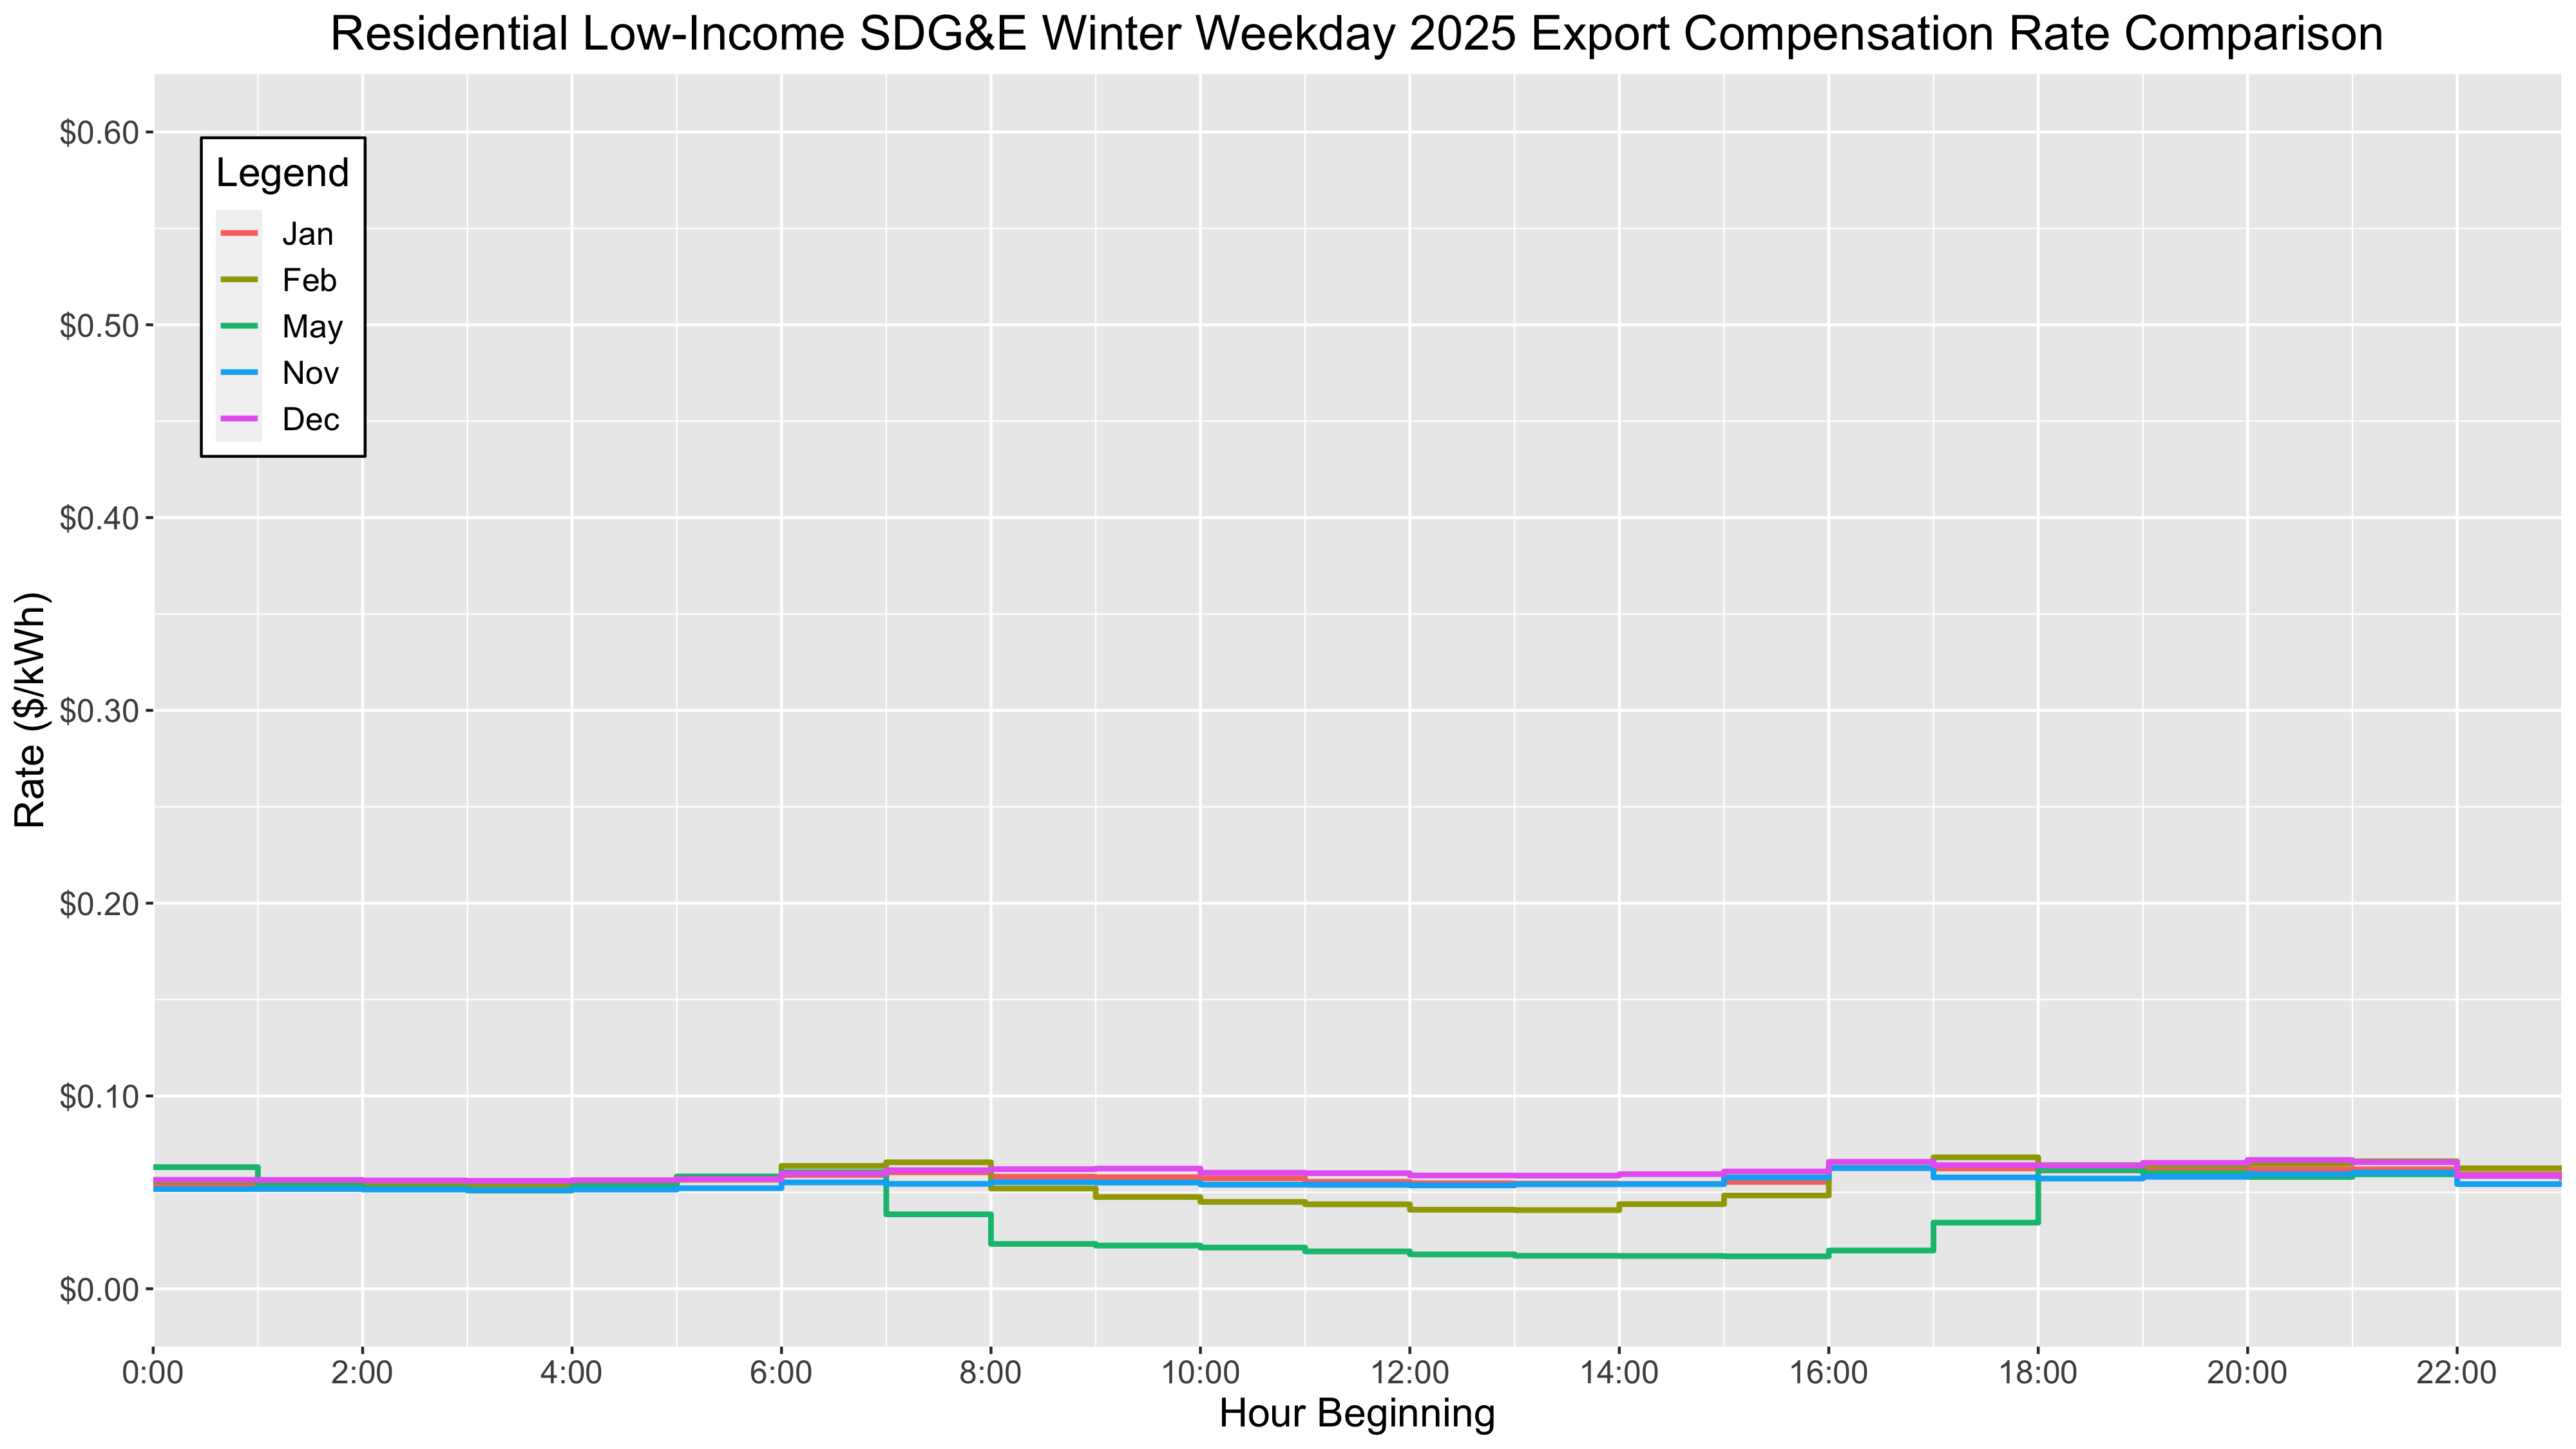 Residential Low-Income SDG&E Winter Weekday 2025 Export Compensation Rate Comparison
$0.60
$0.50
$0.40
$0.30
$0.20
$0.10
$0.00
Rate ($/kWh)
Legend
Jan
Feb
May
Nov
Dec
0:00 2:00 4:00 6:00 8:00 10:00 12:00 14:00 16:00 18:00 20:00 22:00
Hour Beginning